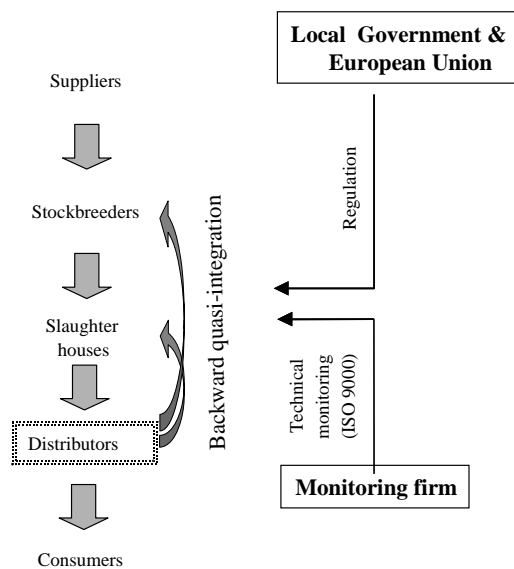 Local Government &
European Union
Suppliers
Stockbreeders
Slaughter
houses
Distributors
Consumers
Backward quasi-integration
Regulation
Technical
monitoring
(ISO 9000)
Monitoring firm